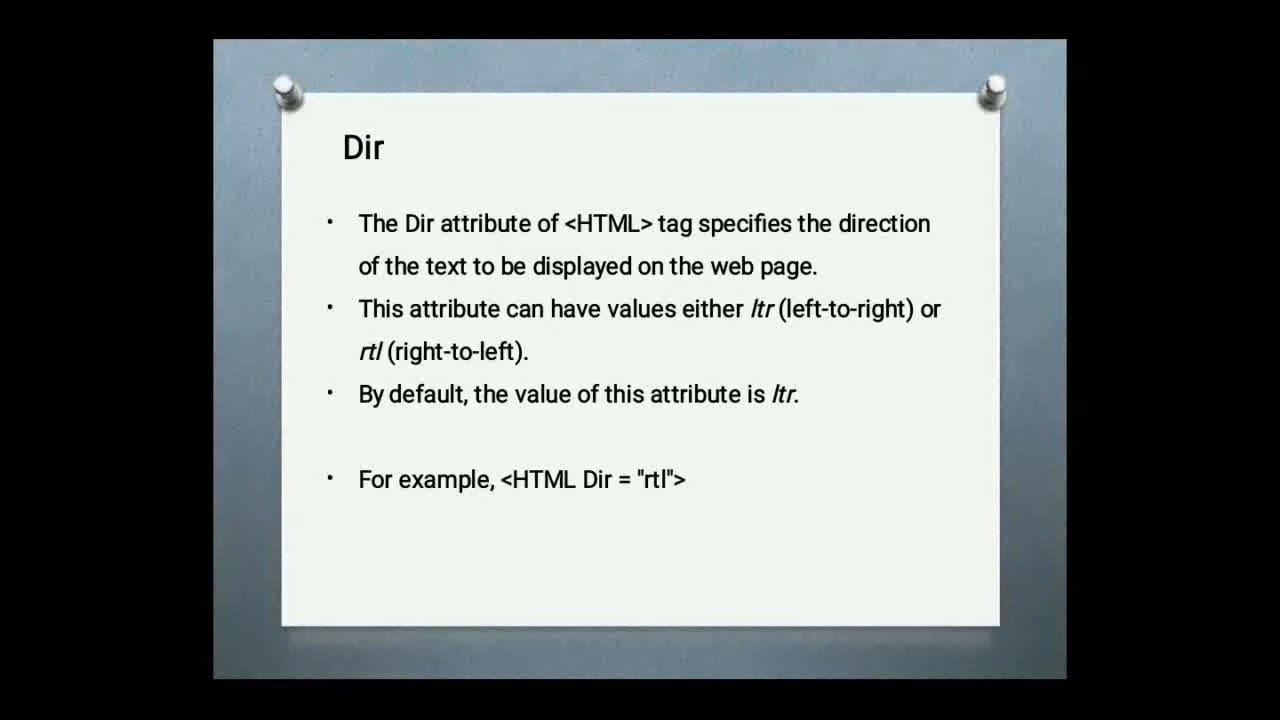 Dir
• The Dir attribute of <HTML> tag specifies the direction
of the text to be displayed on the web page.
• This attribute can have values either ltr (left-to-right) or
rtl (right-to-left).
• By default, the value of this attribute is ltr.
• For example, <HTML Dir = "rtl">